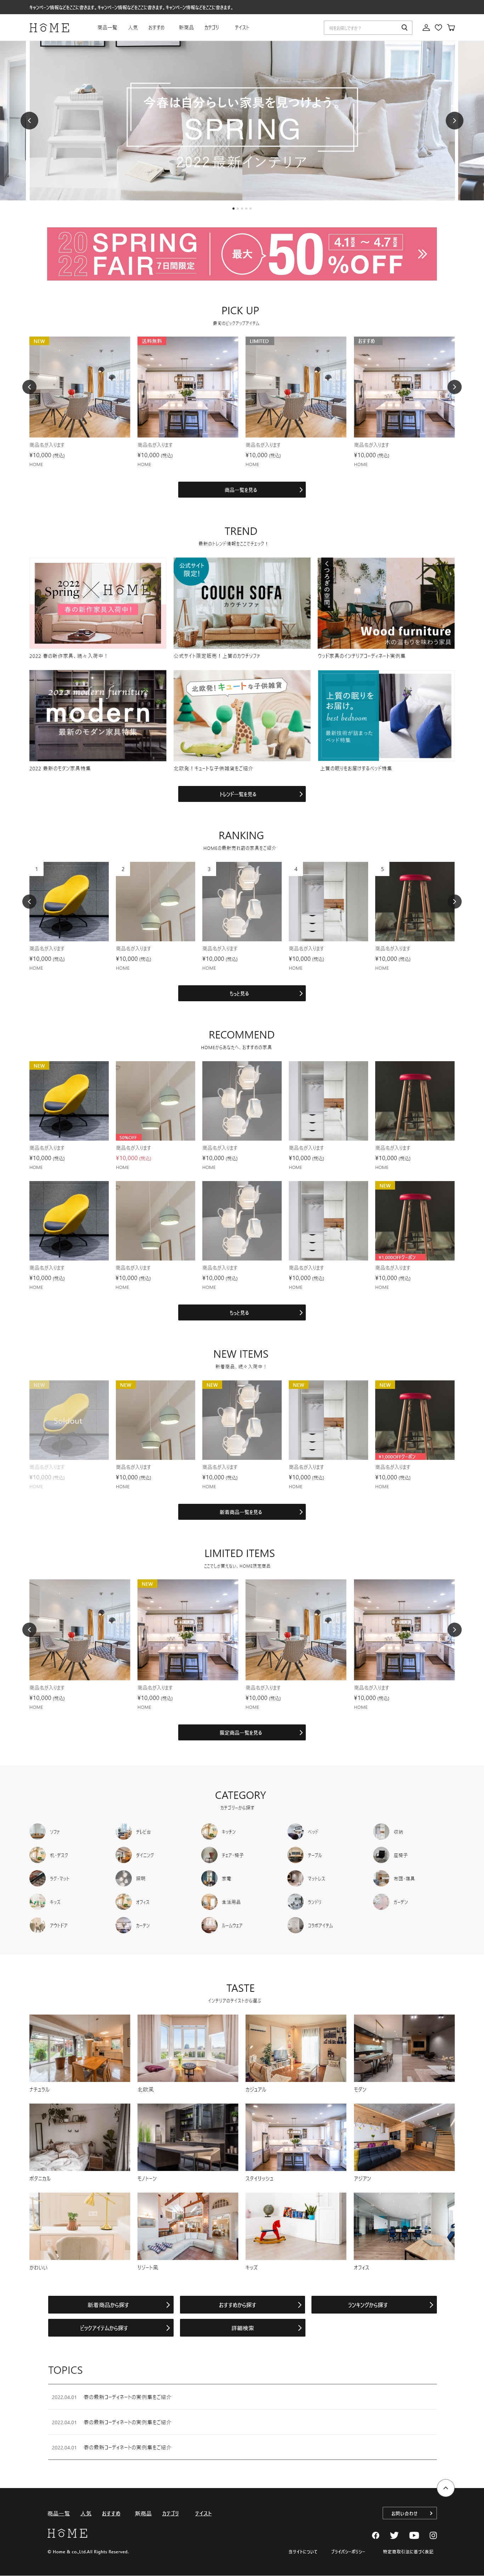 キャンペーン情報などをここに書きます。キャンペーン情報などをここに書きます。キャンペーン情報などをここに書きます。
HOME
商品一覧 人気 おすすめ 新商品 カテゴリ テイスト
何をお探しですか？
今春は自分らしい家具を見つけよう。
SPRING
2022最新インテリア
2022 SPRING FAIR 7日間限定 最大50%OFF 4.1 ~ 4.7
PICK UP
最旬のピックアップアイテム
NEW 送料無料 LIMITED おすすめ
商品名が入ります 商品名が入ります 商品名が入ります 商品名が入ります
¥10,000 (税込) ¥10,000 (税込) ¥10,000 (税込) ¥10,000 (税込)
HOME HOME HOME HOME
商品一覧を見る
TREND
最新のトレンド情報をここでチェック！
2022 Spring × HOME
春の新作家具入荷中！
公式サイト限定！
COUCH SOFA
カウチソファ
くつろぎの空間。
Wood furniture
木の温もりを味わう家具
2022 春の新作家具、続々入荷中！ 公式サイト限定販売！上質のカウチソファ ウッド家具のインテリアコーディネート実例集
2023 modern furniture
modern
最新のモダン家具特集
北欧発！キュートな子供雑貨
上質の眠りをお届け。
best bedroom
最新技術が詰まったベッド特集
2022 最新のモダン家具特集 北欧発！キュートな子供雑貨をご紹介 上質の眠りをお届けするベッド特集
トレンド一覧を見る
RANKING
HOMEの最新売れ筋の家具をご紹介
1 2 3 4 5
商品名が入ります 商品名が入ります 商品名が入ります 商品名が入ります 商品名が入ります
¥10,000 (税込) ¥10,000 (税込) ¥10,000 (税込) ¥10,000 (税込) ¥10,000 (税込)
HOME HOME HOME HOME HOME
もっと見る
RECOMMEND
HOMEからあなたへ、おすすめの家具
NEW 50%OFF
商品名が入ります 商品名が入ります 商品名が入ります 商品名が入ります 商品名が入ります
¥10,000 (税込) ¥10,000 (税込) ¥10,000 (税込) ¥10,000 (税込) ¥10,000 (税込)
HOME HOME HOME HOME HOME
NEW ¥1,000OFFクーポン
商品名が入ります 商品名が入ります 商品名が入ります 商品名が入ります 商品名が入ります
¥10,000 (税込) ¥10,000 (税込) ¥10,000 (税込) ¥10,000 (税込) ¥10,000 (税込)
HOME HOME HOME HOME HOME
もっと見る
NEW ITEMS
新着商品、続々入荷中！
NEW NEW NEW NEW NEW
Soldout ¥1,000OFFクーポン
商品名が入ります 商品名が入ります 商品名が入ります 商品名が入ります 商品名が入ります
¥10,000 (税込) ¥10,000 (税込) ¥10,000 (税込) ¥10,000 (税込) ¥10,000 (税込)
HOME HOME HOME HOME HOME
新着商品一覧を見る
LIMITED ITEMS
ここでしか買えない、HOME限定商品
NEW
商品名が入ります 商品名が入ります 商品名が入ります 商品名が入ります
¥10,000 (税込) ¥10,000 (税込) ¥10,000 (税込) ¥10,000 (税込)
HOME HOME HOME HOME
限定商品一覧を見る
CATEGORY
カテゴリーから探す
ソファ テレビ台 キッチン ベッド 収納
机・デスク ダイニング チェア・椅子 テーブル 座椅子
ラグ・マット 照明 家電 マットレス 布団・寝具
キッズ オフィス 生活用品 ランドリー ガーデン
アウトドア カーテン ルームウェア コラボアイテム
TASTE
インテリアのテイストから選ぶ
ナチュラル 北欧風 カジュアル モダン
ボタニカル モノトーン スタイリッシュ アジアン
かわいい リゾート風 キッズ オフィス
新着商品から探す おすすめから探す ランキングから探す
ピックアイテムから探す 詳細検索
TOPICS
2022.04.01 春の最新コーディネートの実例集をご紹介
2022.04.01 春の最新コーディネートの実例集をご紹介
2022.04.01 春の最新コーディネートの実例集をご紹介
商品一覧 人気 おすすめ 新商品 カテゴリ テイスト
お問い合わせ
HOME
© Home & co.,Ltd.All Rights Reserved.
当サイトについて プライバシーポリシー 特定商取引法に基づく表記